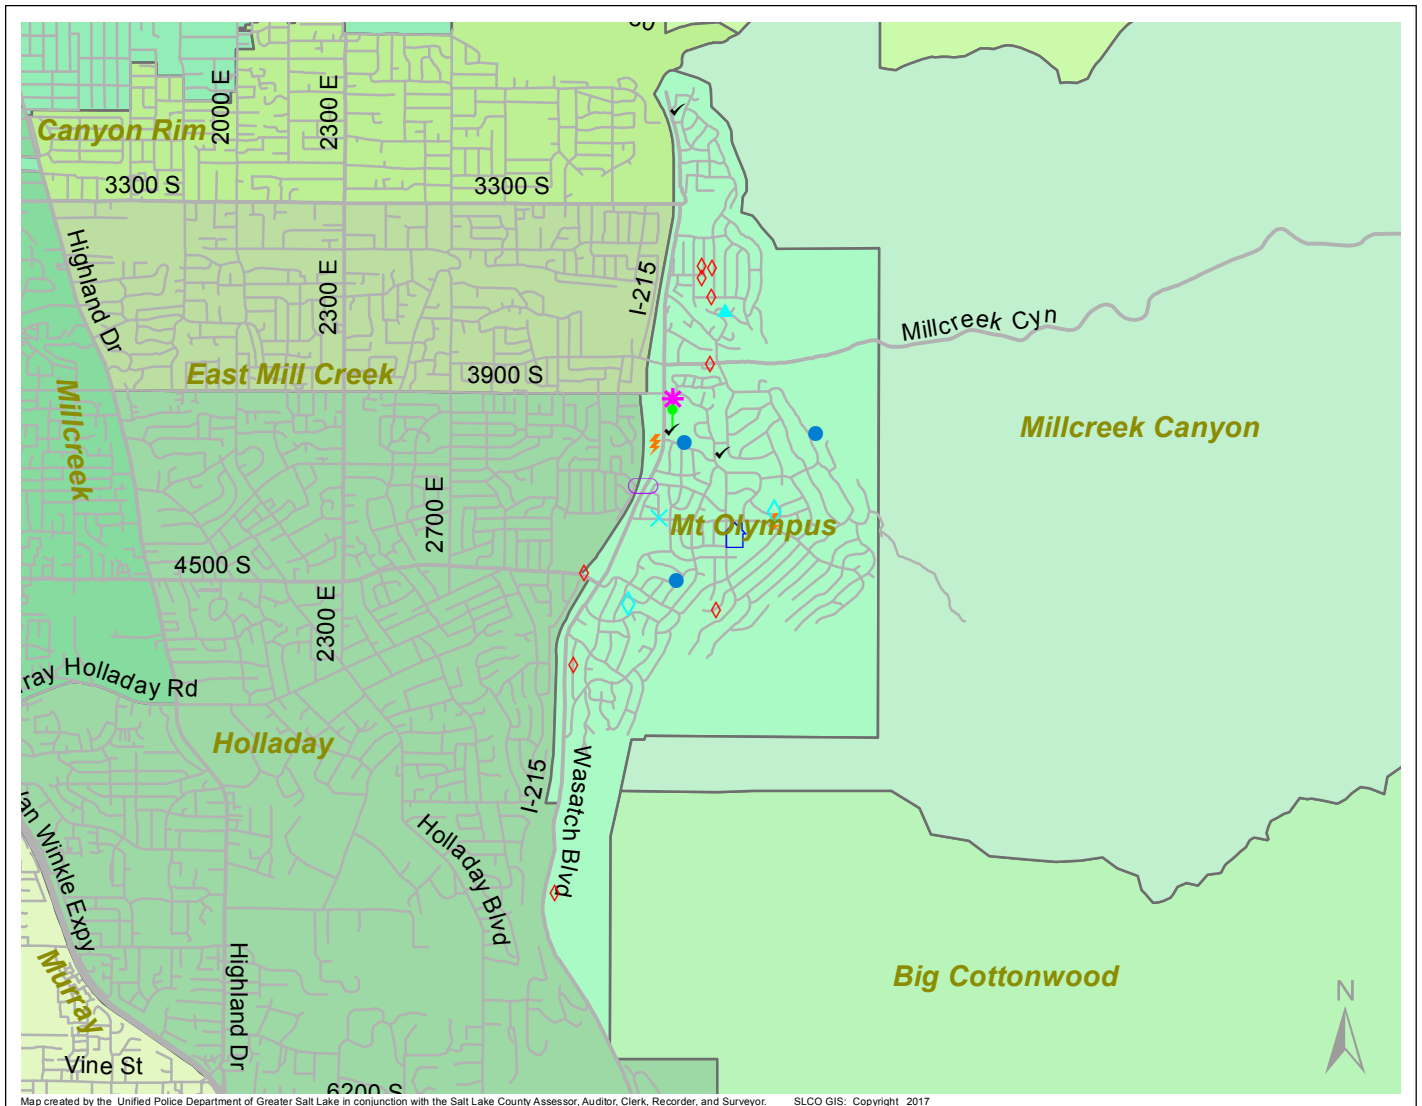 Canyon Rim
2000 E
2300 E
3300 S
3300 S
Highland Dr
2300 E
I-215
Millcreek Cyn
East Mill Creek
3900 S
Millcreek
Millcreek Canyon
2700 E
Mt Olympus
4500 S
2300 E
ray Holladay Rd
Holladay
I-215
Wasatch Blvd
Holladay Blvd
an Winkle Expy
Highland Dr
Murray
Big Cottonwood
N
Vine St
6200 S
Map created by the Unified Police Department of Greater Salt Lake in conjunction with the Salt Lake County Assessor, Auditor, Clerk, Recorder, and Surveyor. SLCO GIS: Copyright 2017